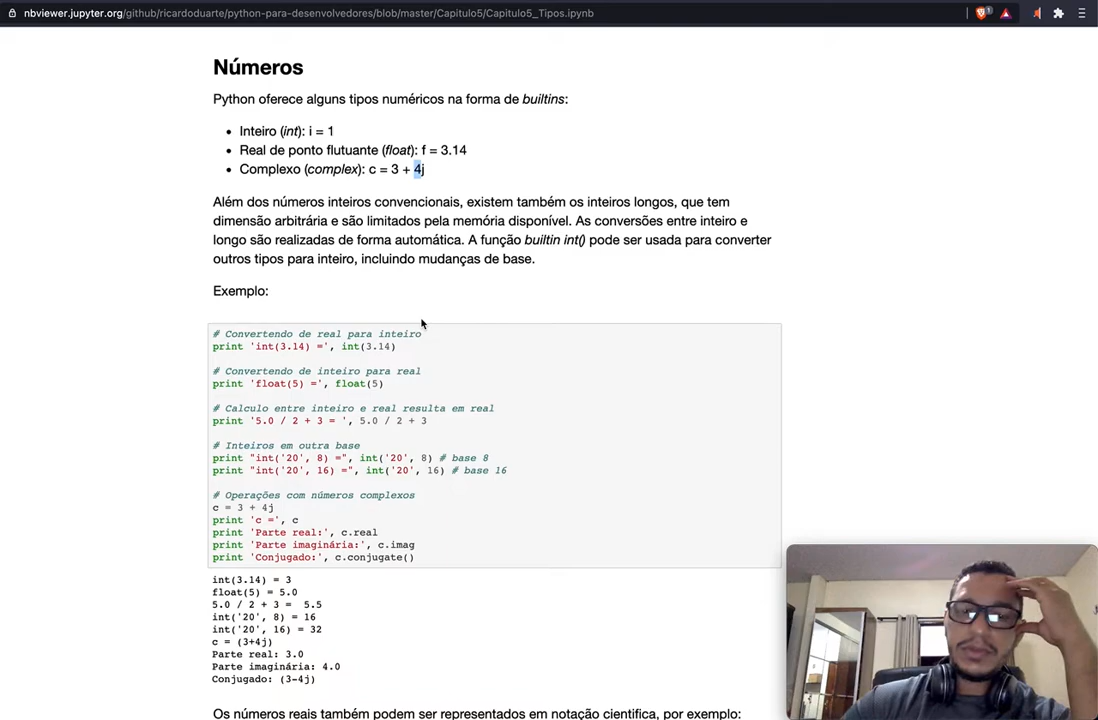 nbviewer.jupyter.org/github/ricardoduarte/python-para-desenvolvedores/blob/master/Capitulo5/Capitulo5_Tipos.ipynb
Números
Python oferece alguns tipos numéricos na forma de builtins:
• Inteiro (int): i = 1
• Real de ponto flutuante (float): f = 3.14
• Complexo (complex): c = 3 + 4j
Além dos números inteiros convencionais, existem também os inteiros longos, que tem
dimensão arbitrária e são limitados pela memória disponível. As conversões entre inteiro e
longo são realizadas de forma automática. A função builtin int() pode ser usada para converter
outros tipos para inteiro, incluindo mudanças de base.
Exemplo:
# Convertendo de real para inteiro
print 'int(3.14) =', int(3.14)
# Convertendo de inteiro para real
print 'float(5) =', float(5)
# Calculo entre inteiro e real resulta em real
print '5.0 / 2 + 3 = ', 5.0 / 2 + 3
# Inteiros em outra base
print "int('20', 8) =", int('20', 8) # base 8
print "int('20', 16) =", int('20', 16) # base 16
# Operações com números complexos
c = 3 + 4j
print 'c =', c
print 'Parte real:', c.real
print 'Parte imaginária:', c.imag
print 'Conjugado:', c.conjugate()
int(3.14) = 3
float(5) = 5.0
5.0 / 2 + 3 =  5.5
int('20', 8) = 16
int('20', 16) = 32
c = (3+4j)
Parte real: 3.0
Parte imaginária: 4.0
Conjugado: (3-4j)
Os números reais também podem ser representados em notação cientifica, por exemplo: